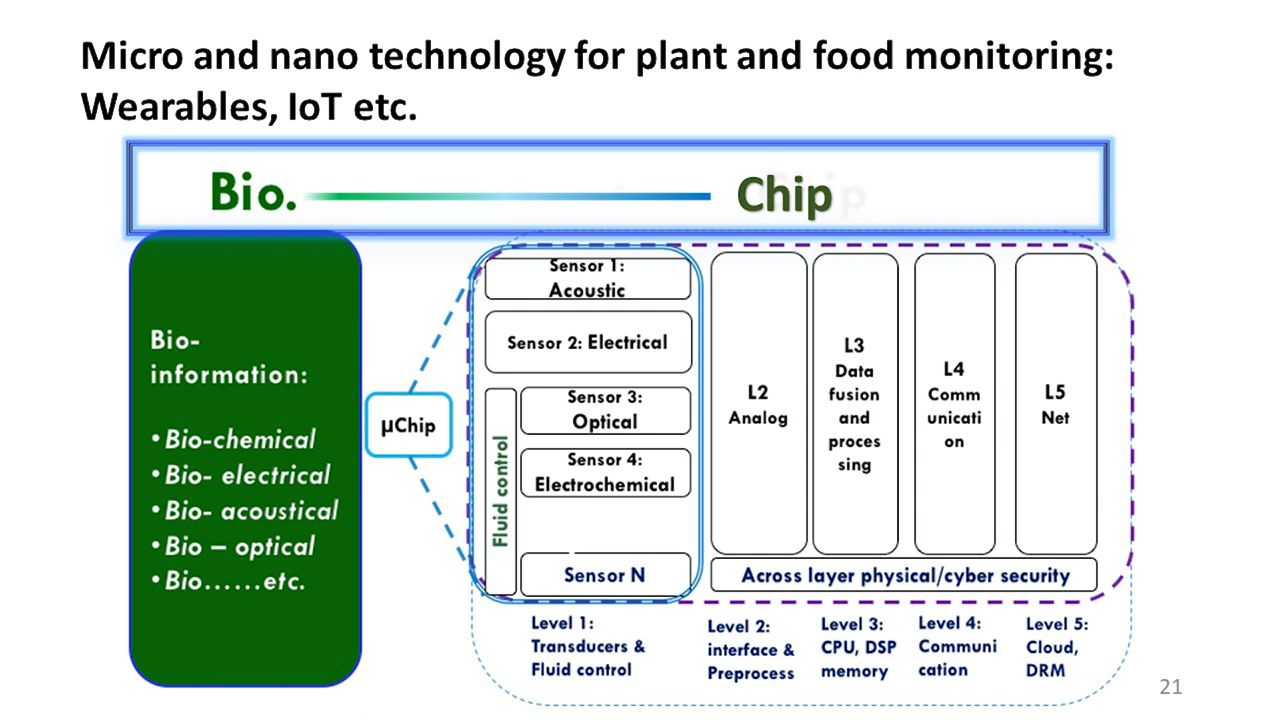 Micro and nano technology for plant and food monitoring:
Wearables, IoT etc.
Bio.
Chip
Bio-
information:
• Bio-chemical
• Bio- electrical
• Bio- acoustical
• Bio – optical
• Bio......etc.
µChip
Sensor 1:
Acoustic
Sensor 2: Electrical
Fluid control
Sensor 3:
Optical
Sensor 4:
Electrochemical
Sensor N
L2
Analog
L3
Data
fusion
and
proces
sing
L4
Comm
unicati
on
L5
Net
Across layer physical/cyber security
Level 1:
Transducers &
Fluid control
Level 2:
interface &
Preprocess
Level 3:
CPU, DSP
memory
Level 4:
Communi
cation
Level 5:
Cloud,
DRM
21